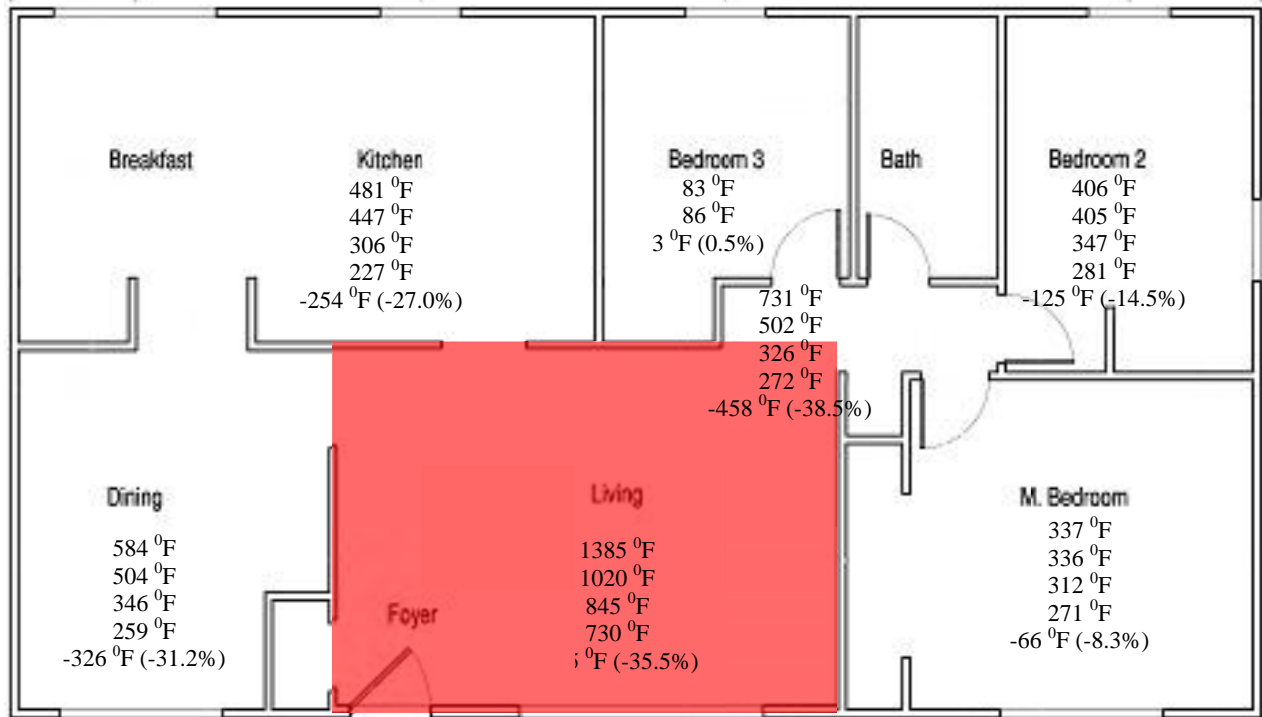 Breakfast
Kitchen
481 ⁰F
447 ⁰F
306 ⁰F
227 ⁰F
-254 ⁰F (-27.0%)
Bedroom 3
83 ⁰F
86 ⁰F
3 ⁰F (0.5%)
Bath
Bedroom 2
406 ⁰F
405 ⁰F
347 ⁰F
281 ⁰F
-125 ⁰F (-14.5%)
731 ⁰F
502 ⁰F
326 ⁰F
272 ⁰F
-458 ⁰F (-38.5%)
Dining
584 ⁰F
504 ⁰F
346 ⁰F
259 ⁰F
-326 ⁰F (-31.2%)
Foyer
Living
1385 ⁰F
1020 ⁰F
845 ⁰F
730 ⁰F
⁰F (-35.5%)
M. Bedroom
337 ⁰F
336 ⁰F
312 ⁰F
271 ⁰F
-66 ⁰F (-8.3%)